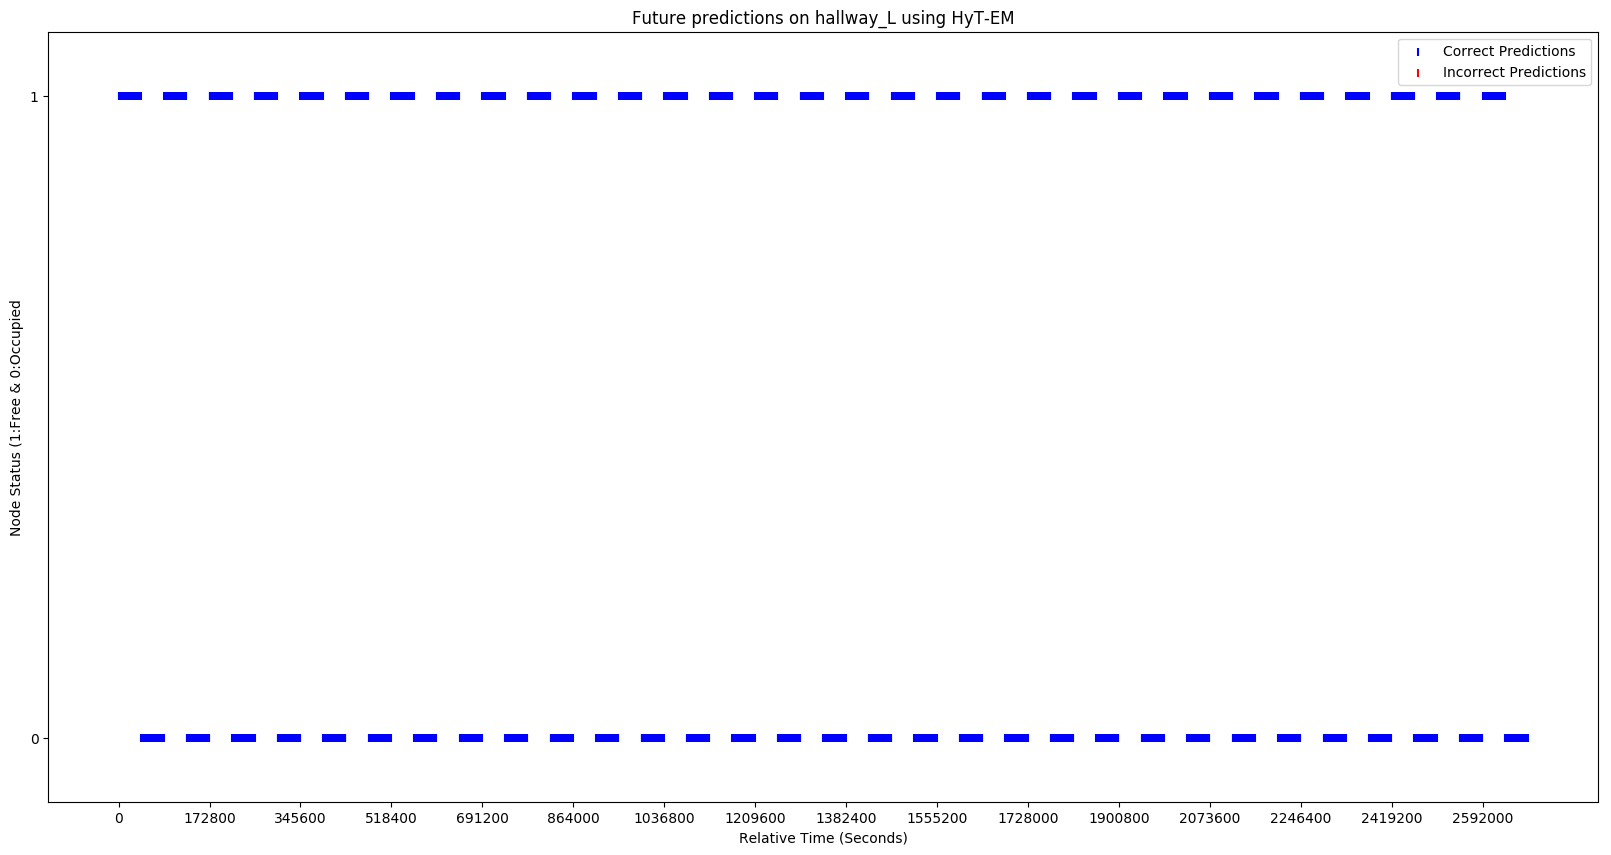 Future predictions on hallway_L using HyT-EM
Correct Predictions
Incorrect Predictions
1
0
Node Status (1:Free & 0:Occupied
0 172800 345600 518400 691200 864000 1036800 1209600 1382400 1555200 1728000 1900800 2073600 2246400 2419200 2592000
Relative Time (Seconds)